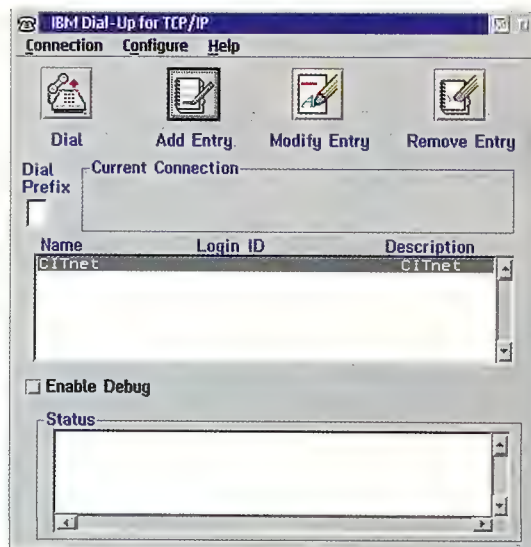 IBM Dial-Up for TCP/IP
Connection Configure Help
Dial Add Entry. Modify Entry Remove Entry
Dial Prefix
Current Connection
Name Login ID Description
CITnet CITnet
Enable Debug
Status